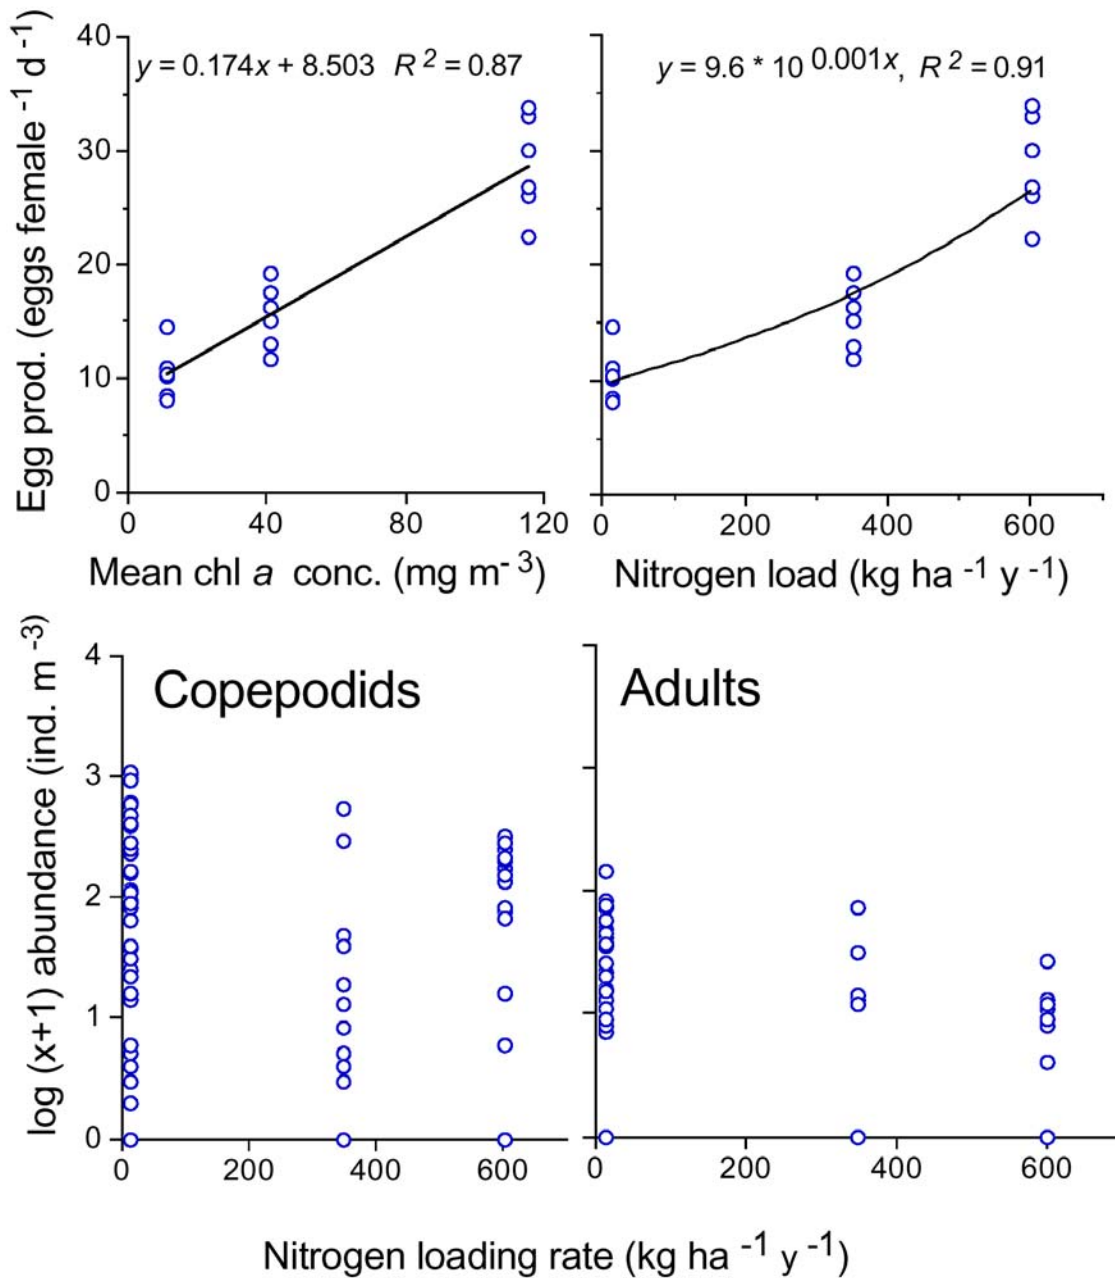 Egg prod. (eggs female -1 d -1)
40
30
20
10
0
y = 0.174x + 8.503 R 2 = 0.87
0 40 80 120
Mean chl a conc. (mg m- 3)
y = 9.6 * 10 0.001x, R 2 = 0.91
0 200 400 600
Nitrogen load (kg ha -1 y -1)
log (x+1) abundance (ind. m -3)
4
3
2
1
0
Copepodids
0 200 400 600
Adults
0 200 400 600
Nitrogen loading rate (kg ha -1 y -1)